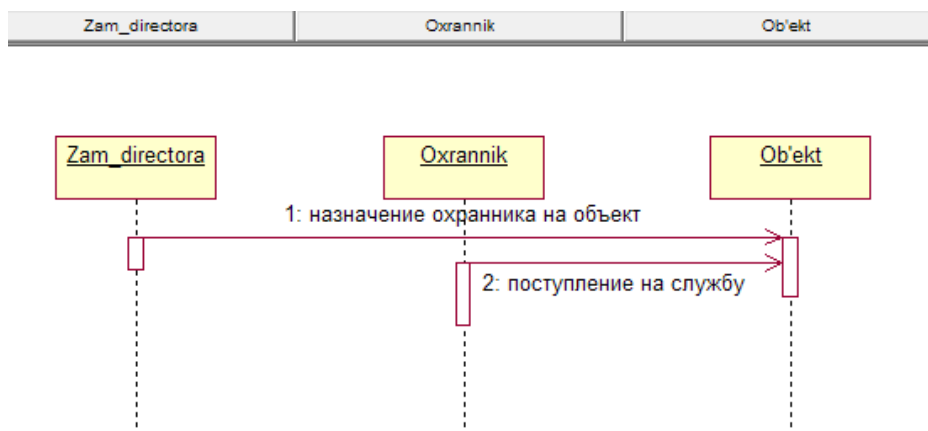 Zam_directora
Oxrannik
Ob'ekt
Zam_directora
Oxrannik
Ob'ekt
1: назначение охранника на объект
2: поступление на службу